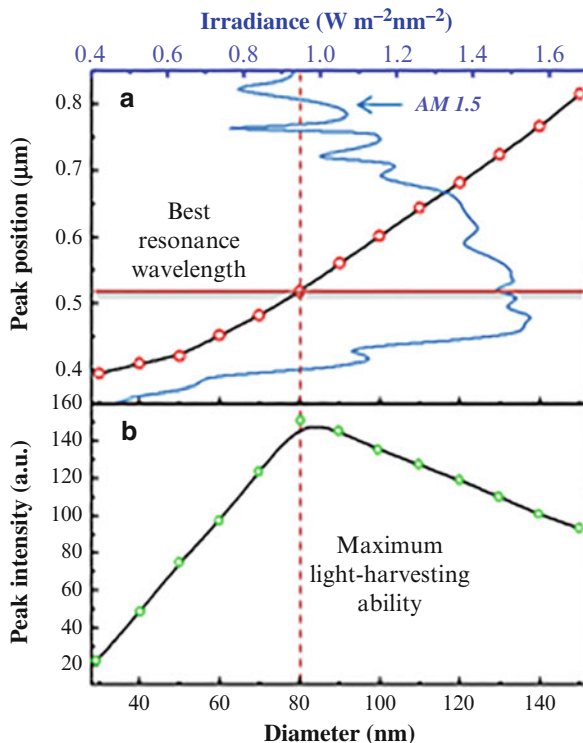 Irradiance (W m⁻²nm⁻²)
0.4 0.6 0.8 1.0 1.2 1.4 1.6
a
AM 1.5
Peak position (μm)
0.8
0.7
0.6
0.5
0.4
Best
resonance
wavelength
b
Peak intensity (a.u.)
160
140
120
100
80
60
40
20
Maximum
light-harvesting
ability
40 60 80 100 120 140 150
Diameter (nm)